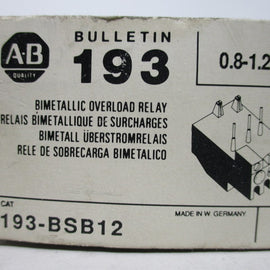 A-B
QUALITY
BULLETIN
193
0.8-1.2
BIMETALLIC OVERLOAD RELAY
RELAIS BIMETALLIQUE DE SURCHARGES
BIMETALL ÜBERSTROMRELAIS
RELE DE SOBRECARGA BIMETALICO
CAT
193-BSB12
MADE IN W. GERMANY